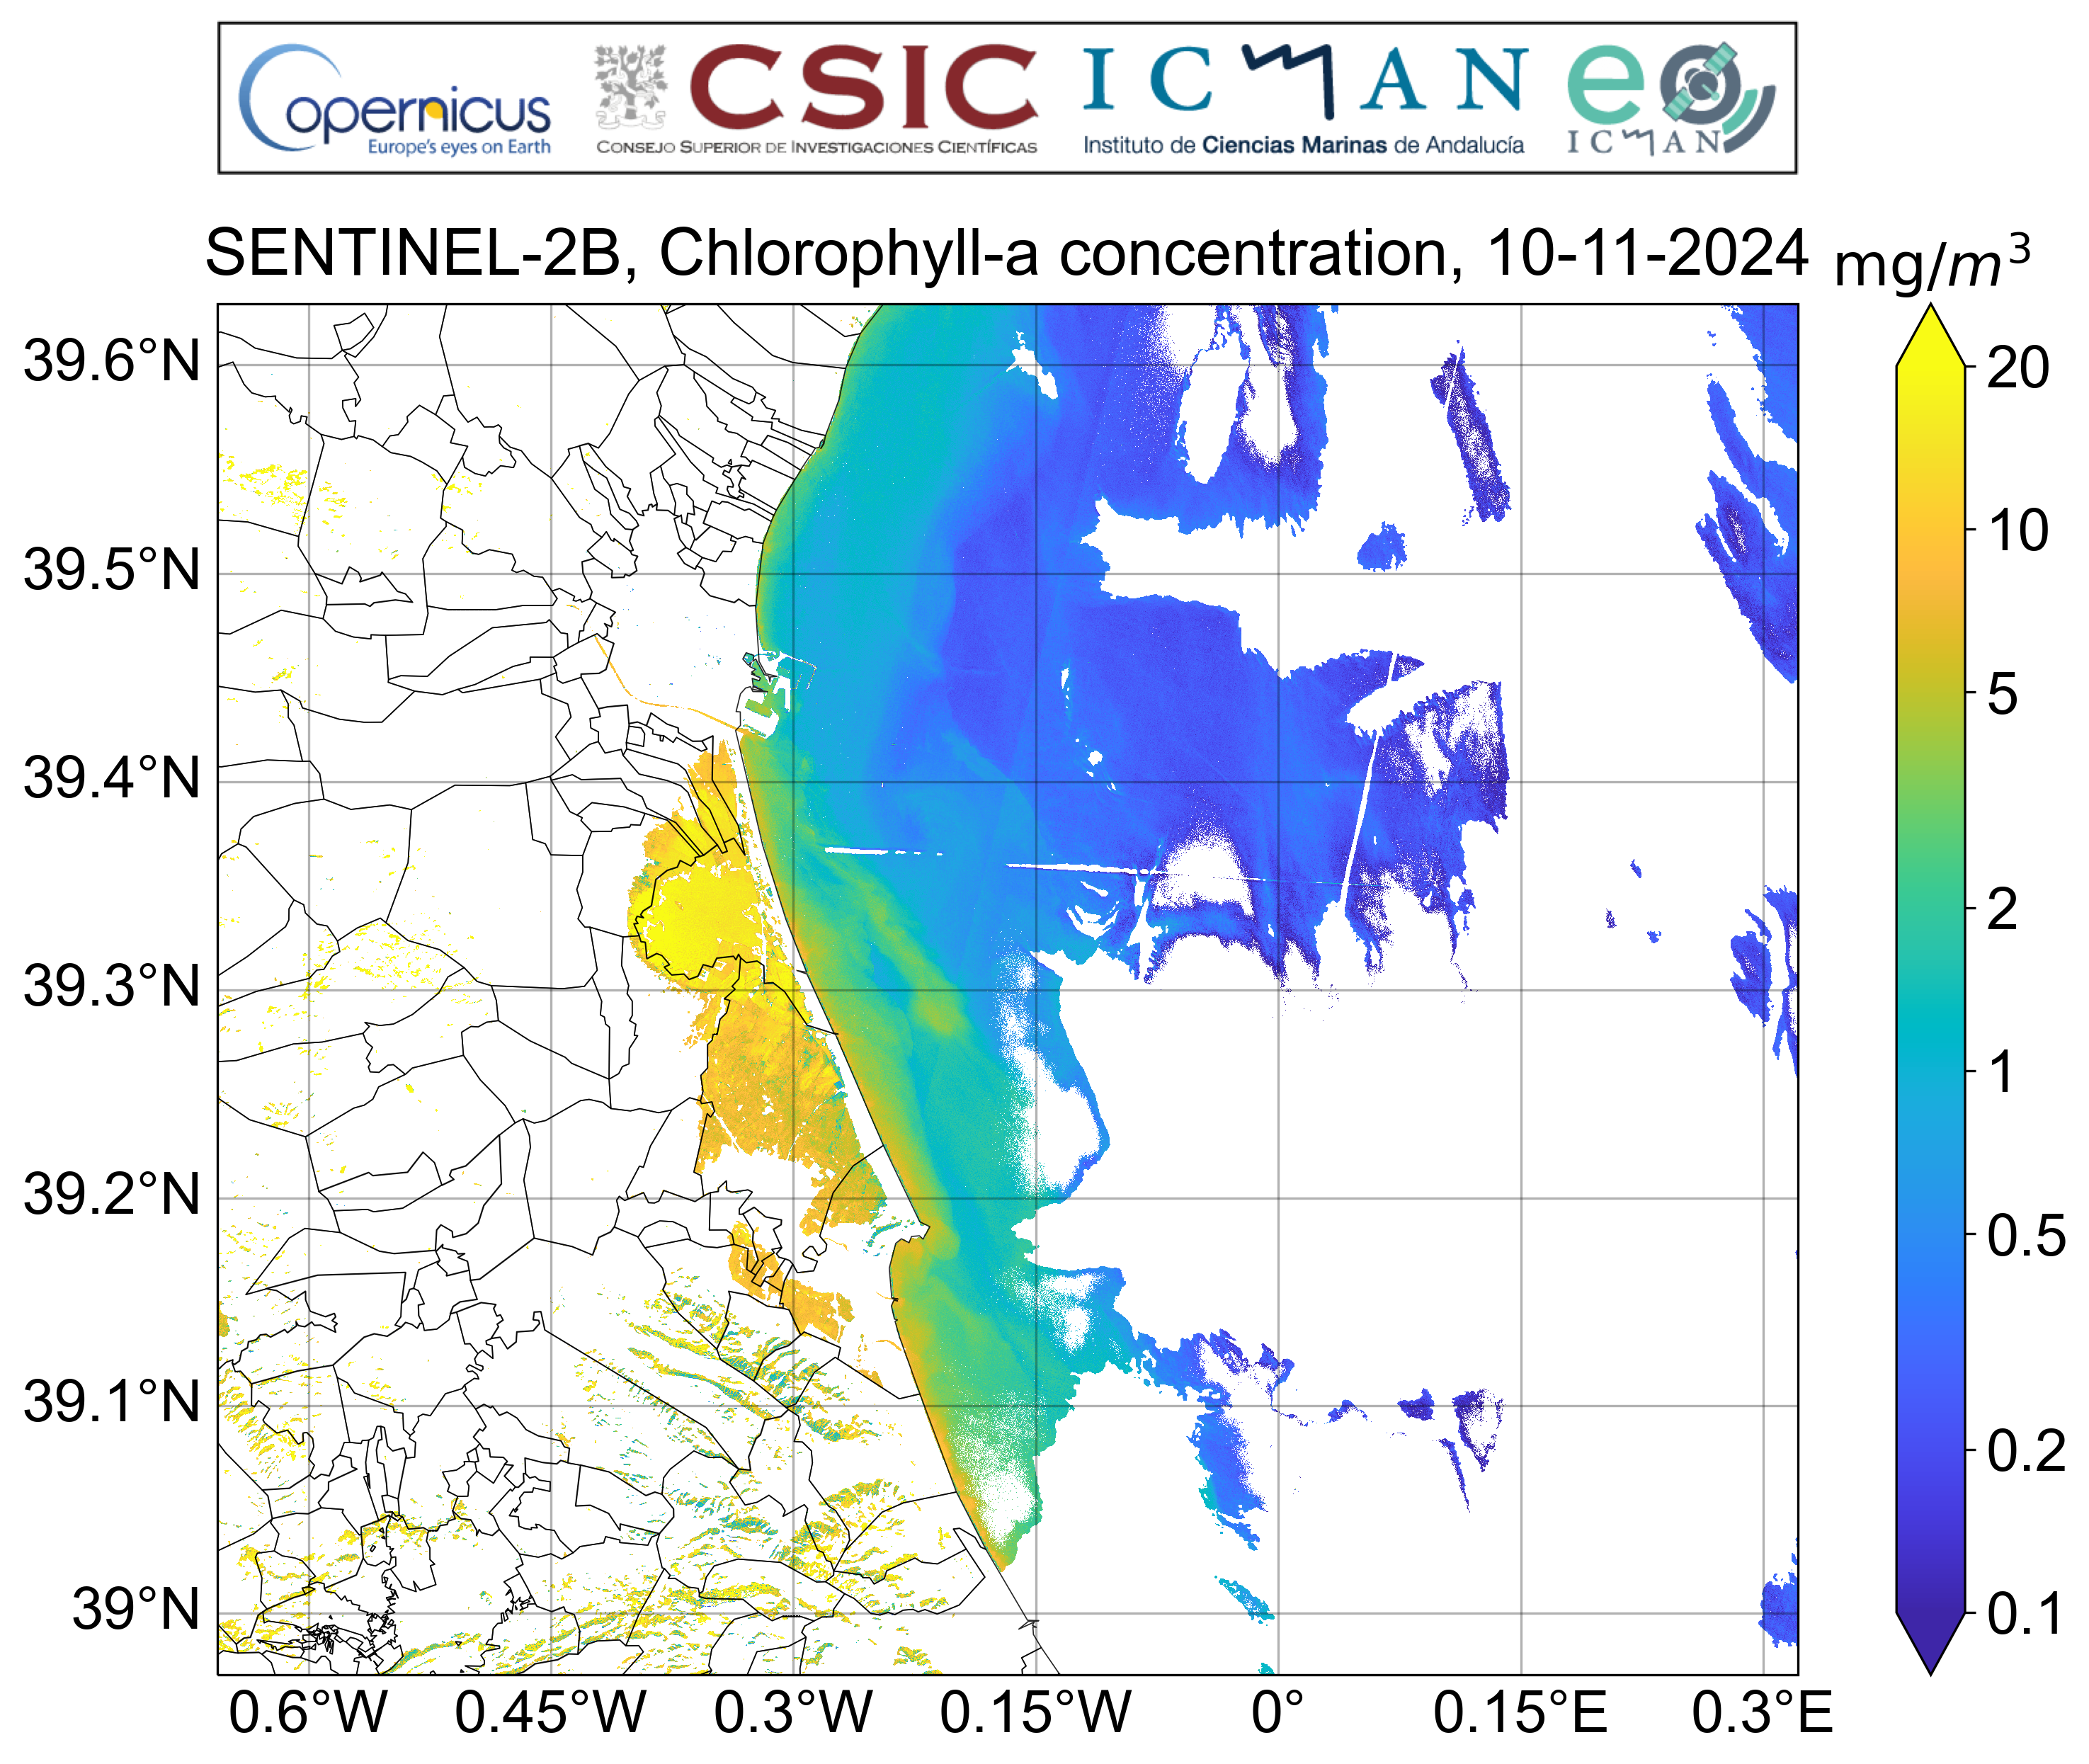 Copernicus
Europe's eyes on Earth
CSIC
CONSEJO SUPERIOR DE INVESTIGACIONES CIENTÍFICAS
ICMAN
Instituto de Ciencias Marinas de Andalucía
eo
ICMAN
SENTINEL-2B, Chlorophyll-a concentration, 10-11-2024
mg/m³
39.6°N
39.5°N
39.4°N
39.3°N
39.2°N
39.1°N
39°N
0.6°W
0.45°W
0.3°W
0.15°W
0°
0.15°E
0.3°E
20
10
5
2
1
0.5
0.2
0.1